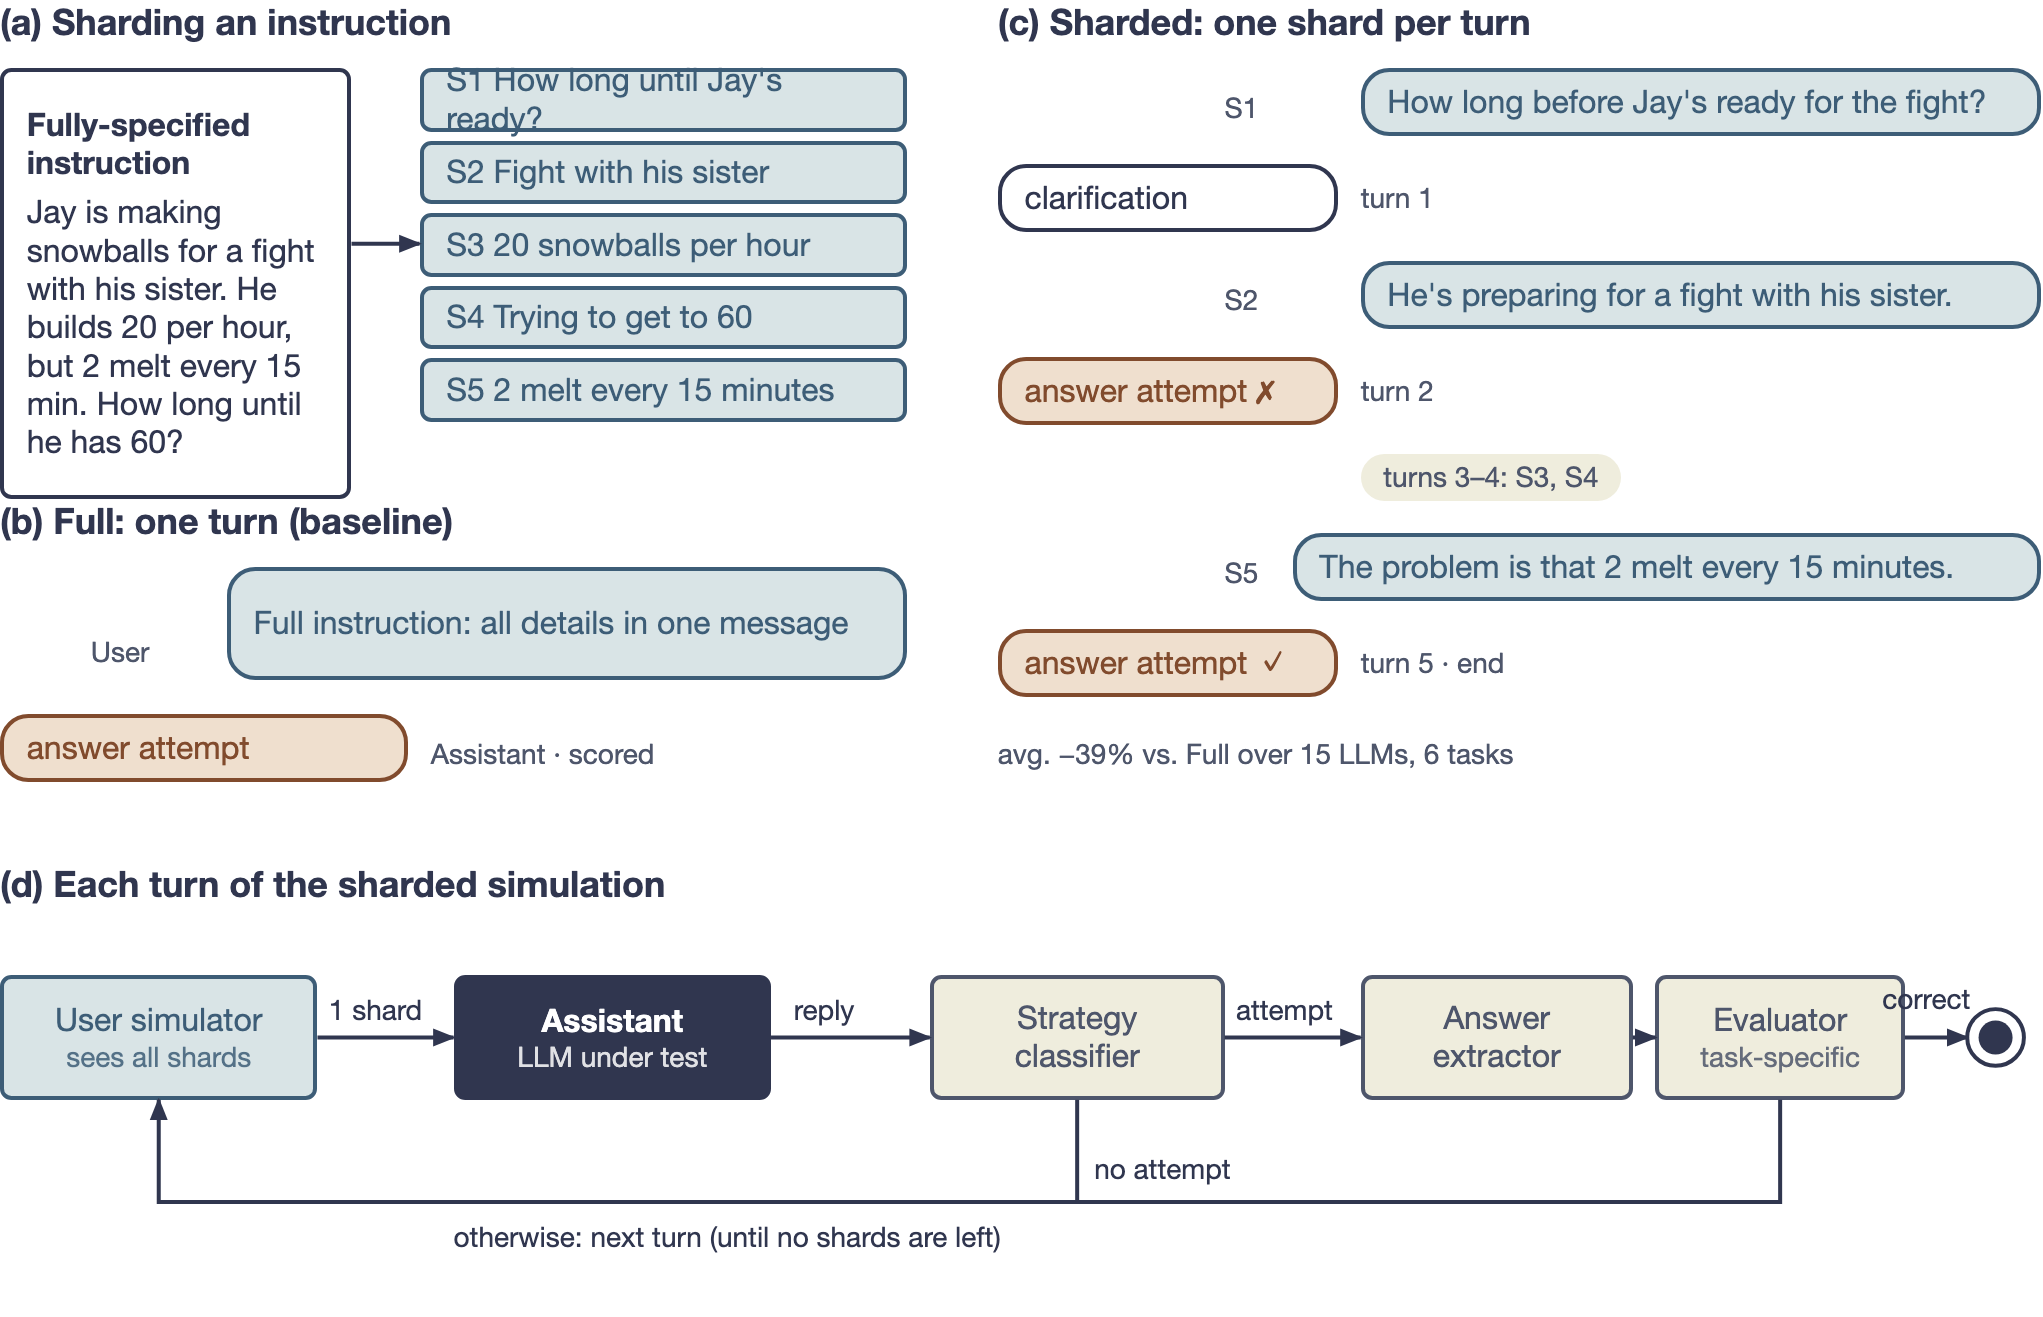 (a) Sharding an instruction
Fully-specified
instruction
Jay is making
snowballs for a fight
with his sister. He
builds 20 per hour,
but 2 melt every 15
min. How long until
he has 60?
S1 How long until Jay's
ready?
S2 Fight with his sister
S3 20 snowballs per hour
S4 Trying to get to 60
S5 2 melt every 15 minutes
(b) Full: one turn (baseline)
User
Full instruction: all details in one message
answer attempt
Assistant · scored
(c) Sharded: one shard per turn
S1
How long before Jay's ready for the fight?
clarification
turn 1
S2
He's preparing for a fight with his sister.
answer attempt ✗
turn 2
turns 3–4: S3, S4
S5
The problem is that 2 melt every 15 minutes.
answer attempt ✓
turn 5 · end
avg. −39% vs. Full over 15 LLMs, 6 tasks
(d) Each turn of the sharded simulation
User simulator
sees all shards
1 shard
Assistant
LLM under test
reply
Strategy
classifier
attempt
Answer
extractor
Evaluator
task-specific
correct
no attempt
otherwise: next turn (until no shards are left)